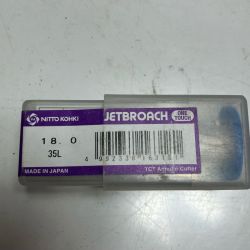 NITTO KOHKI JETBROACH ONE TOUCH
18.0
35L
MADE IN JAPAN TCT Annular Cutter